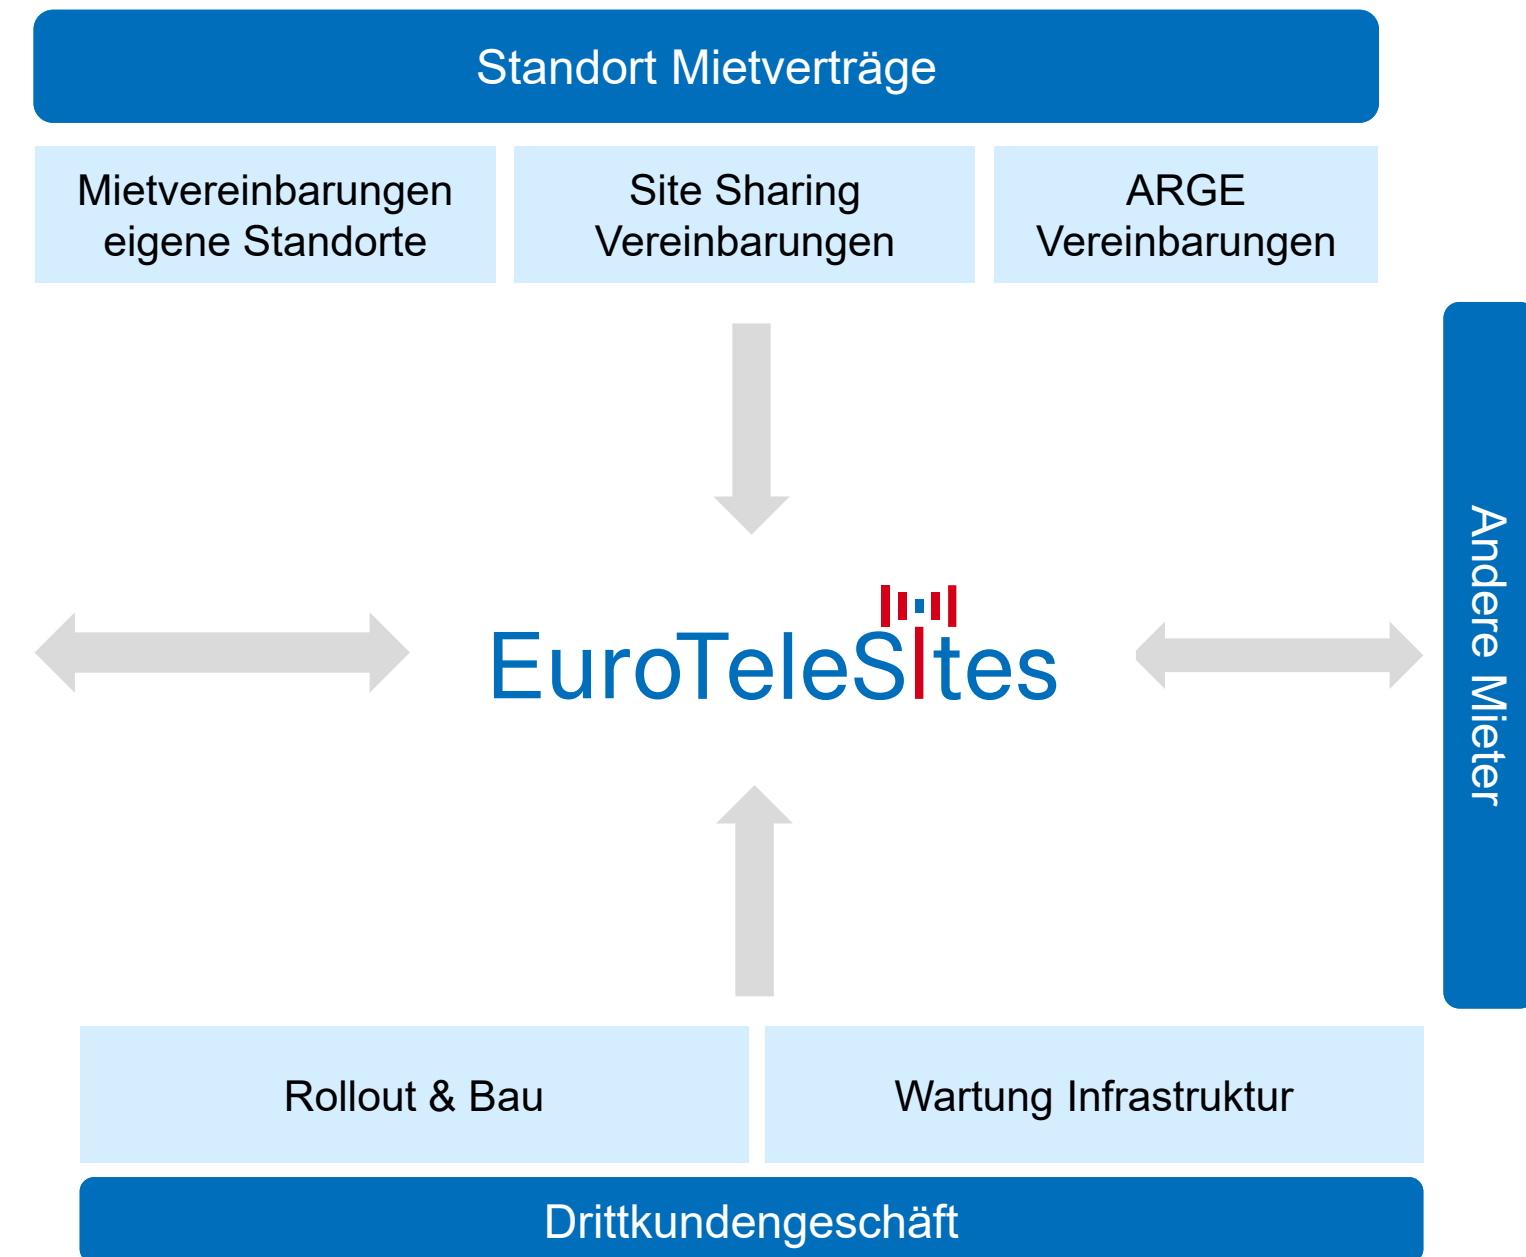 Standort Mietverträge
Mietvereinbarungen
eigene Standorte
Site Sharing
Vereinbarungen
ARGE
Vereinbarungen
EuroTeleSites
Andere Mieter
Rollout & Bau
Wartung Infrastruktur
Drittkundengeschäft